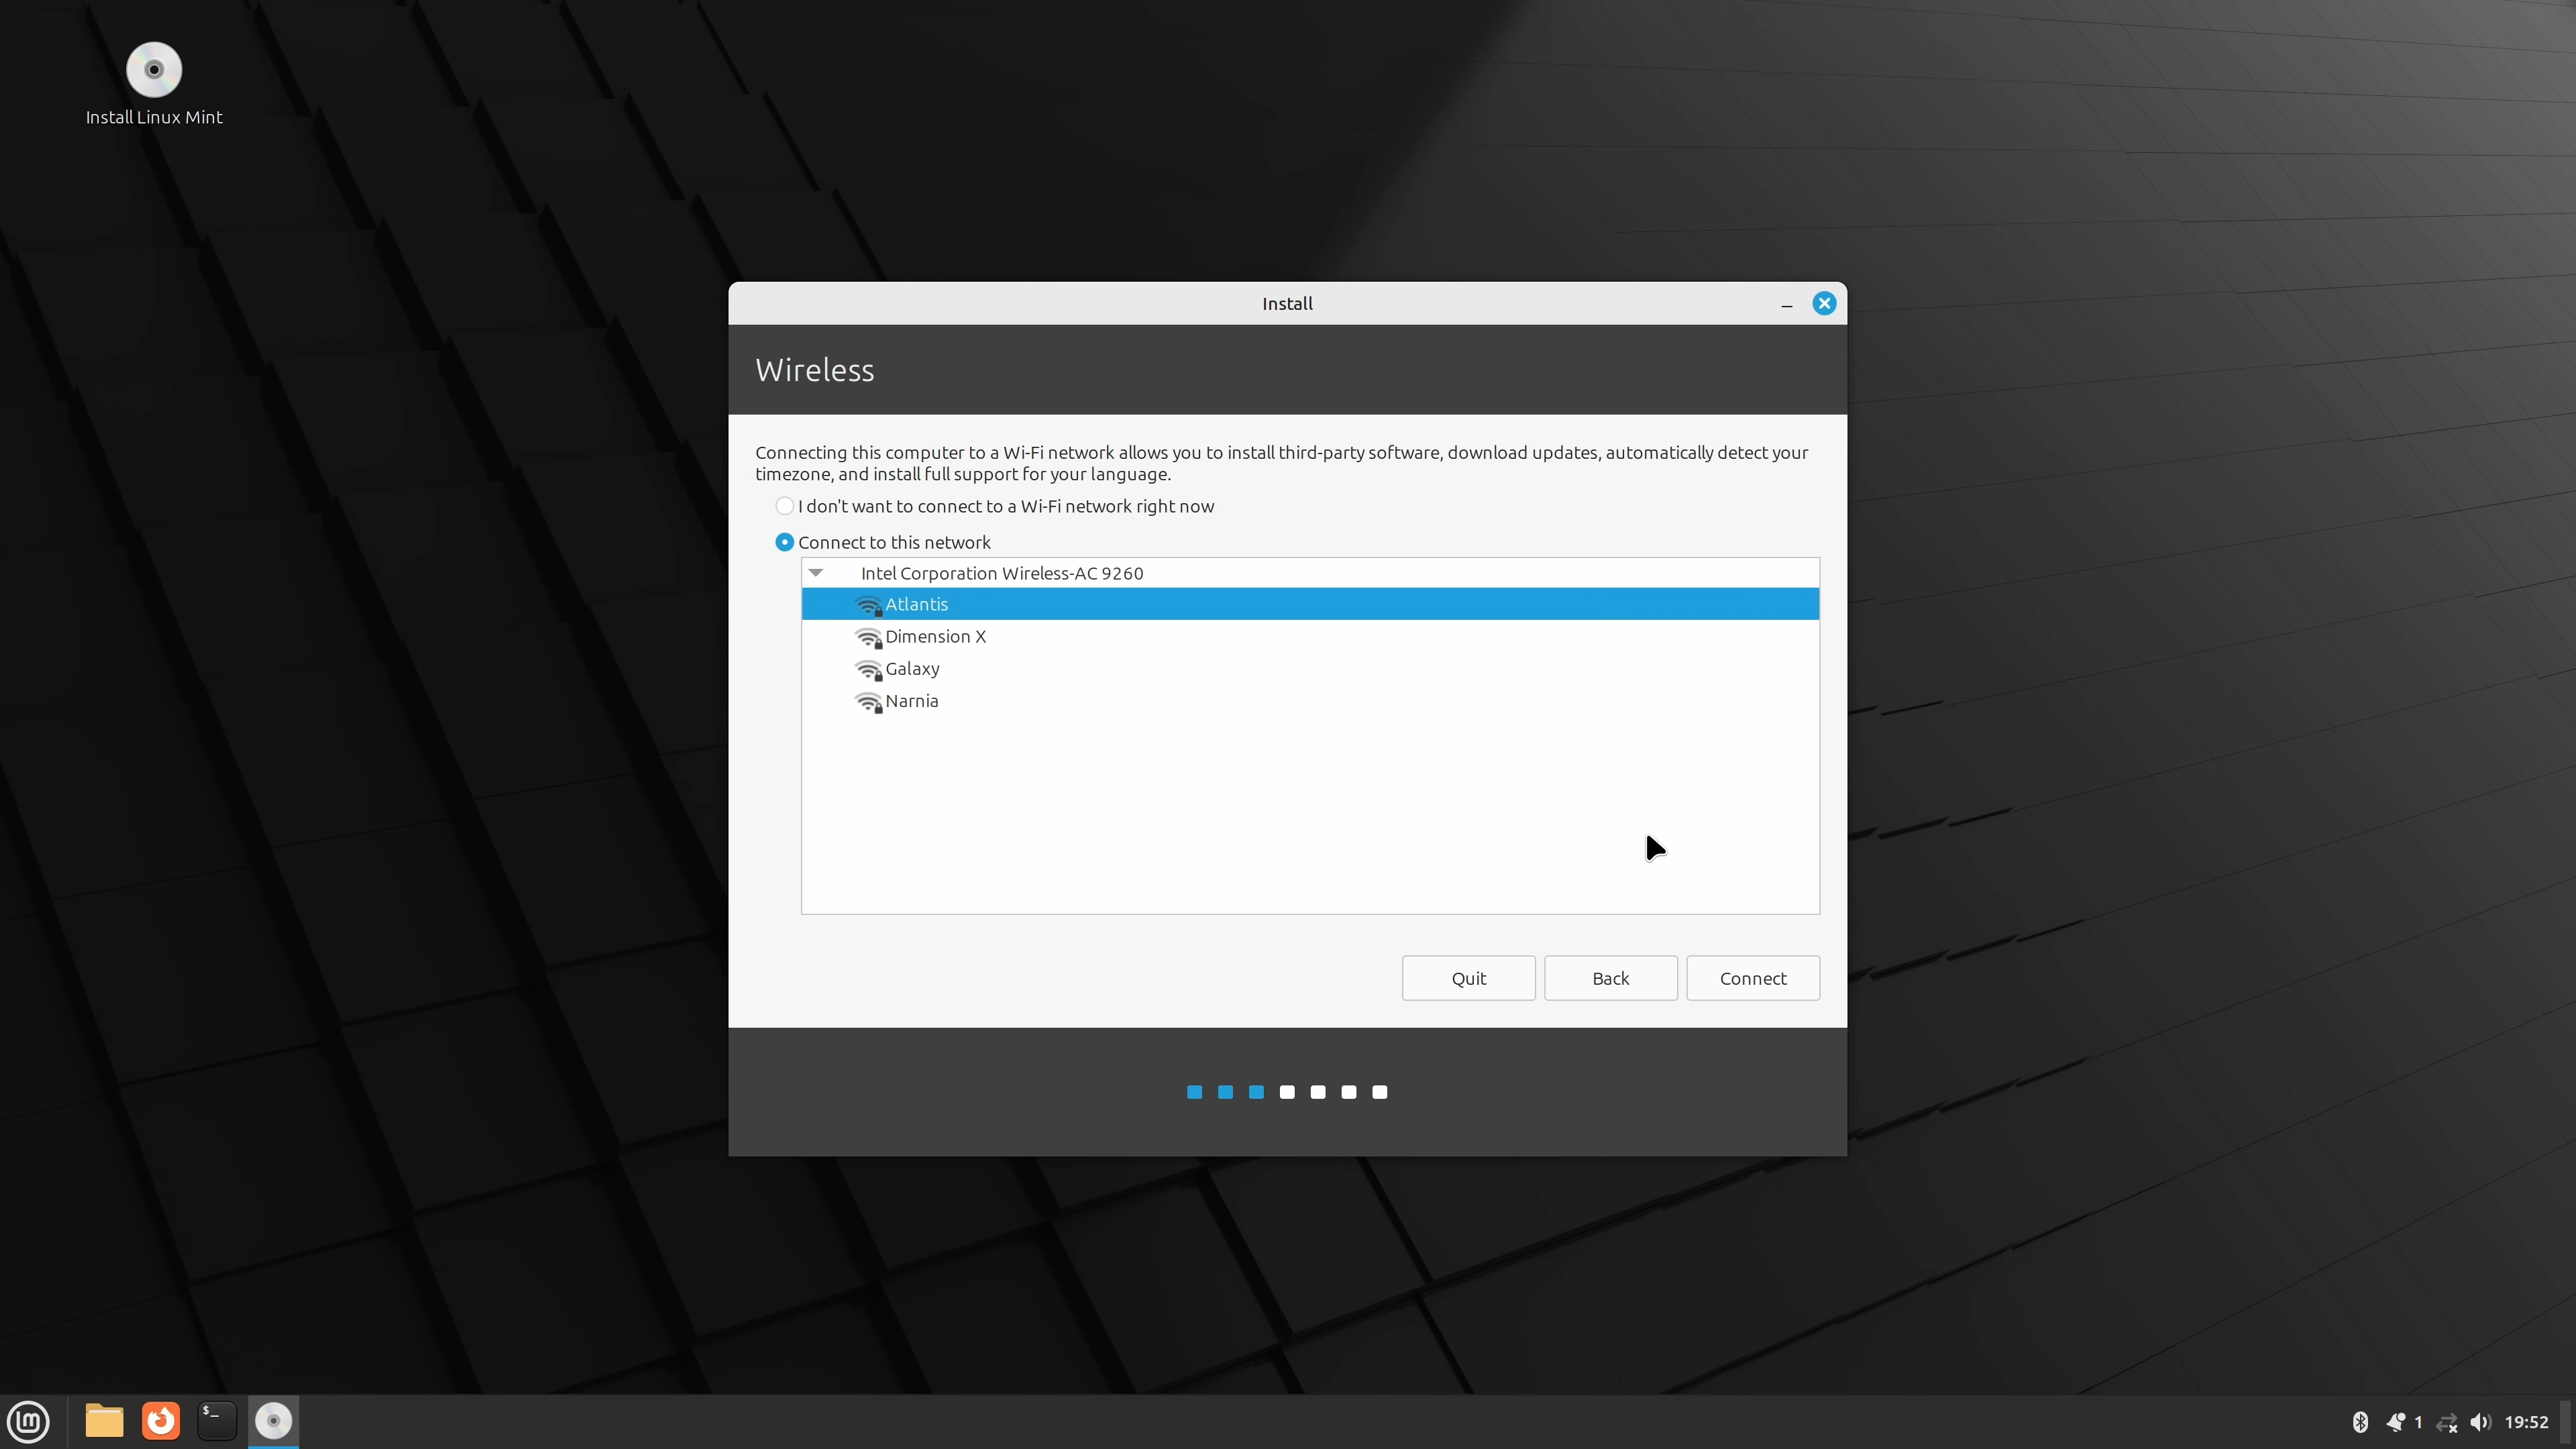 Install Linux Mint
Install
Wireless
Connecting this computer to a Wi-Fi network allows you to install third-party software, download updates, automatically detect your
timezone, and install full support for your language.
I don't want to connect to a Wi-Fi network right now
Connect to this network
Intel Corporation Wireless-AC 9260
Atlantis
Dimension X
Galaxy
Narnia
Quit Back Connect
$_
1 19:52